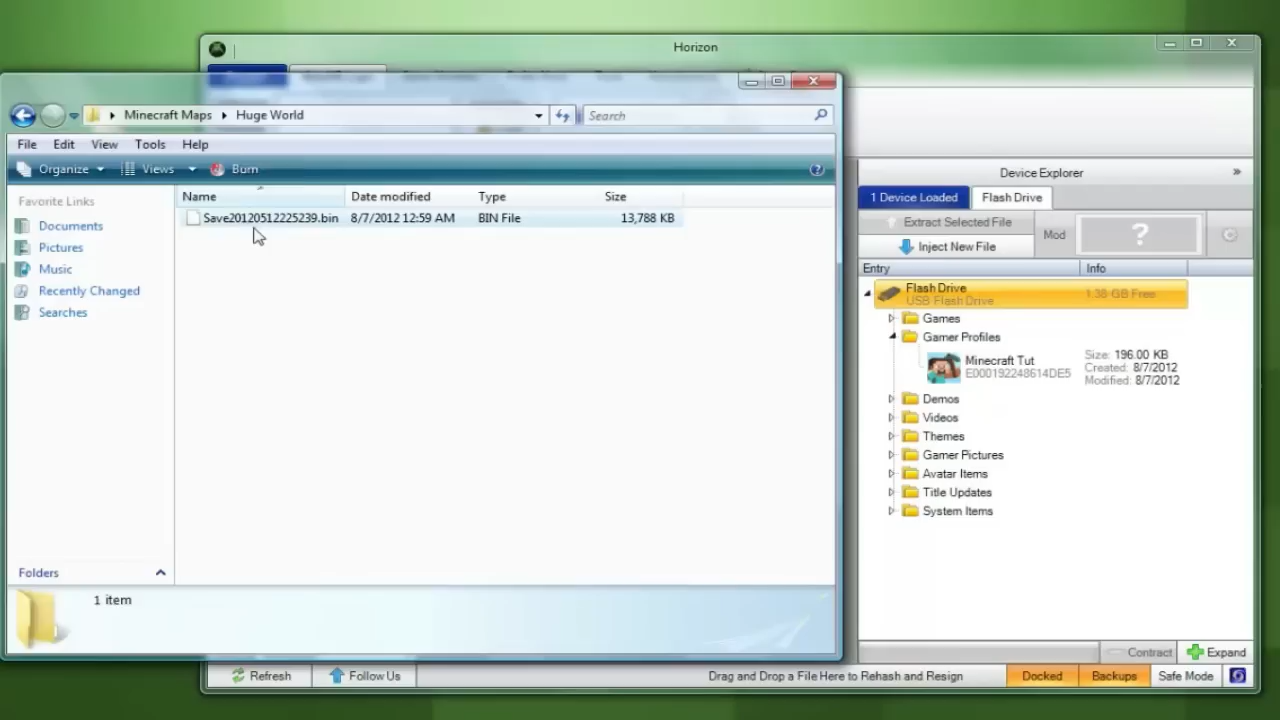 Horizon
Minecraft Maps Huge World
Search
File Edit View Tools Help
Organize Views Burn
Favorite Links
Documents
Pictures
Music
Recently Changed
Searches
Folders
Name Date modified Type Size
Save20120512225239.bin 8/7/2012 12:59 AM BIN File 13,788 KB
1 item
Device Explorer
1 Device Loaded Flash Drive
Extract Selected File
Inject New File
Mod
?
Entry Info
Flash Drive
USB Flash Drive
1.38 GB Free
Games
Gamer Profiles
Minecraft Tut
E000192248614DE5
Size: 196.00 KB
Created: 8/7/2012
Modified: 8/7/2012
Demos
Videos
Themes
Gamer Pictures
Avatar Items
Title Updates
System Items
Contract Expand
Refresh Follow Us Drag and Drop a File Here to Rehash and Resign Docked Backups Safe Mode